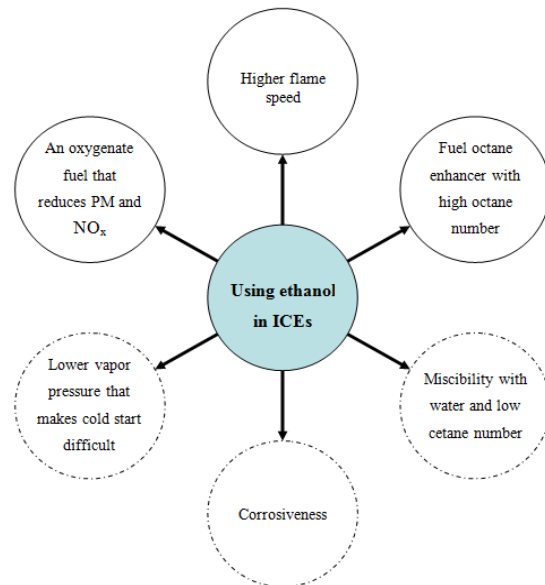 Higher flame
speed
An oxygenate
fuel that
reduces PM and
NOx
Fuel octane
enhancer with
high octane
number
Using ethanol
in ICEs
Lower vapor
pressure that
makes cold start
difficult
Miscibility with
water and low
cetane number
Corrosiveness